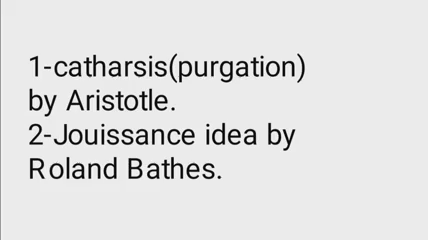 1-catharsis(purgation)
by Aristotle.
2-Jouissance idea by
Roland Bathes.